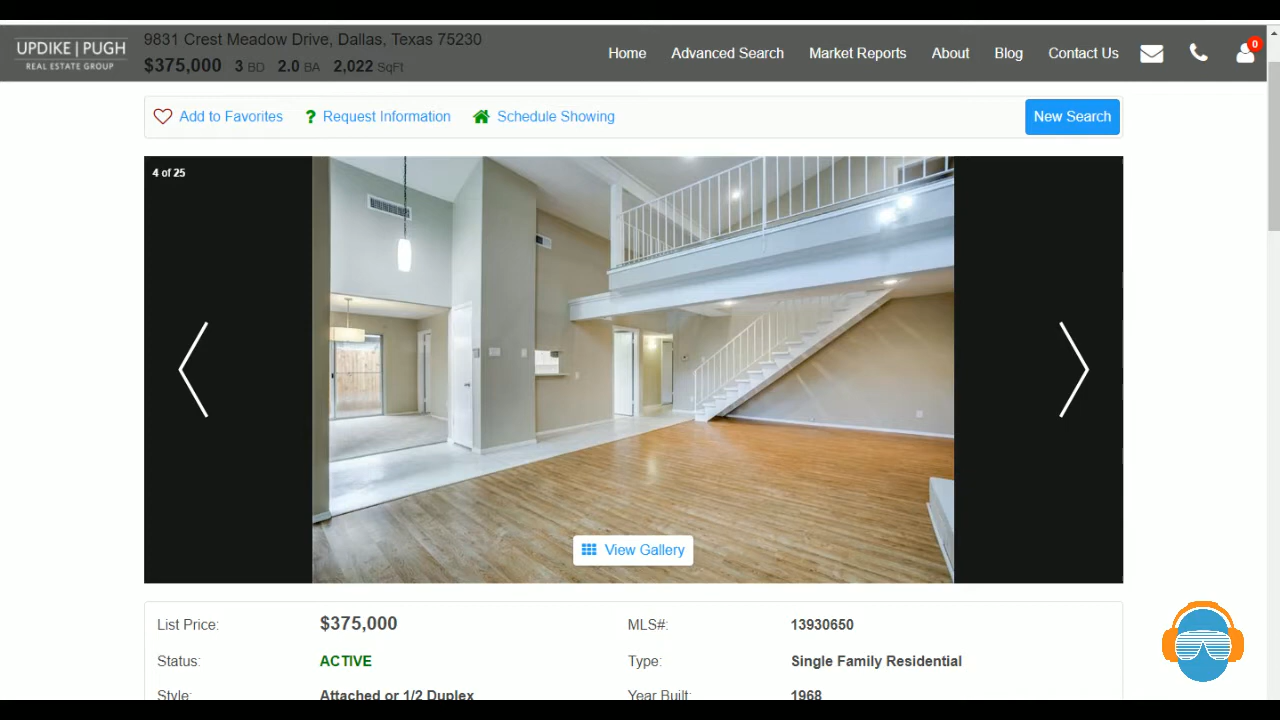 UPDIKE | PUGH
REAL ESTATE GROUP
9831 Crest Meadow Drive, Dallas, Texas 75230
$375,000 3 BD 2.0 BA 2,022 SqFt
Home Advanced Search Market Reports About Blog Contact Us 0
Add to Favorites ? Request Information Schedule Showing New Search
4 of 25
View Gallery
List Price: $375,000 MLS#: 13930650
Status: ACTIVE Type: Single Family Residential
Style: Attached or 1/2 Duplex Year Built: 1968